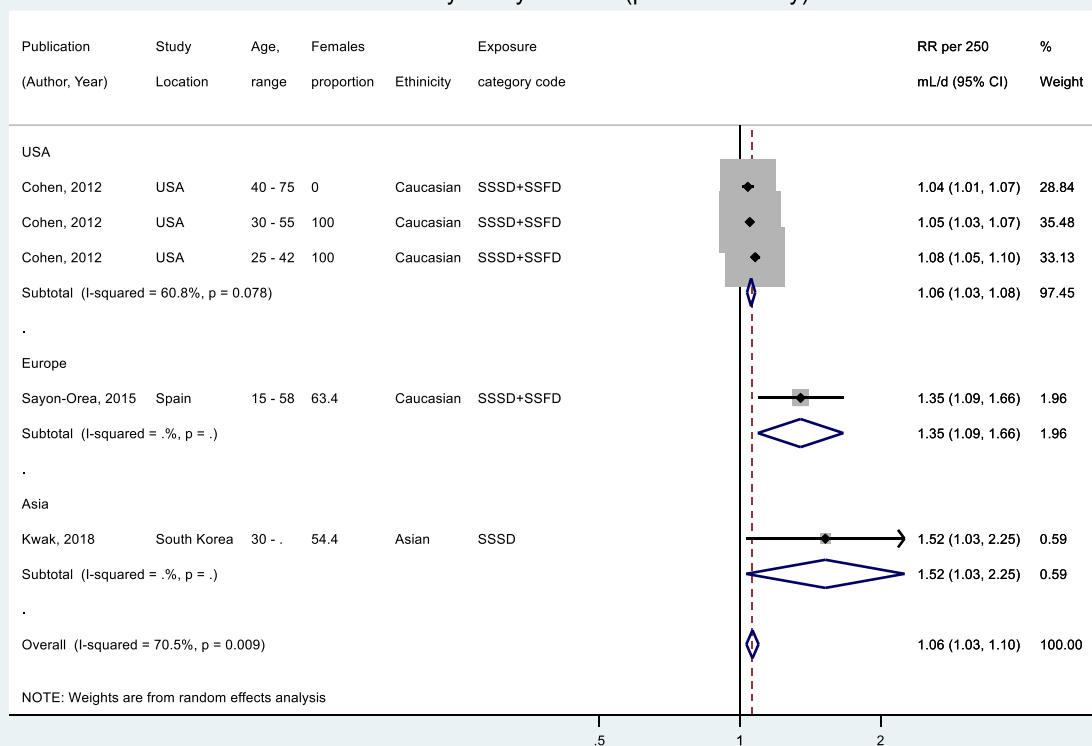 Publication Study Age, Females Exposure RR per 250 %
(Author, Year) Location range proportion Ethinicity category code mL/d (95% CI) Weight
USA
Cohen, 2012 USA 40 - 75 0 Caucasian SSSD+SSFD 1.04 (1.01, 1.07) 28.84
Cohen, 2012 USA 30 - 55 100 Caucasian SSSD+SSFD 1.05 (1.03, 1.07) 35.48
Cohen, 2012 USA 25 - 42 100 Caucasian SSSD+SSFD 1.08 (1.05, 1.10) 33.13
Subtotal (I-squared = 60.8%, p = 0.078) 1.06 (1.03, 1.08) 97.45
.
Europe
Sayon-Orea, 2015 Spain 15 - 58 63.4 Caucasian SSSD+SSFD 1.35 (1.09, 1.66) 1.96
Subtotal (I-squared = .%, p = .) 1.35 (1.09, 1.66) 1.96
.
Asia
Kwak, 2018 South Korea 30 - . 54.4 Asian SSSD 1.52 (1.03, 2.25) 0.59
Subtotal (I-squared = .%, p = .) 1.52 (1.03, 2.25) 0.59
.
Overall (I-squared = 70.5%, p = 0.009) 1.06 (1.03, 1.10) 100.00
NOTE: Weights are from random effects analysis
.5 1 2